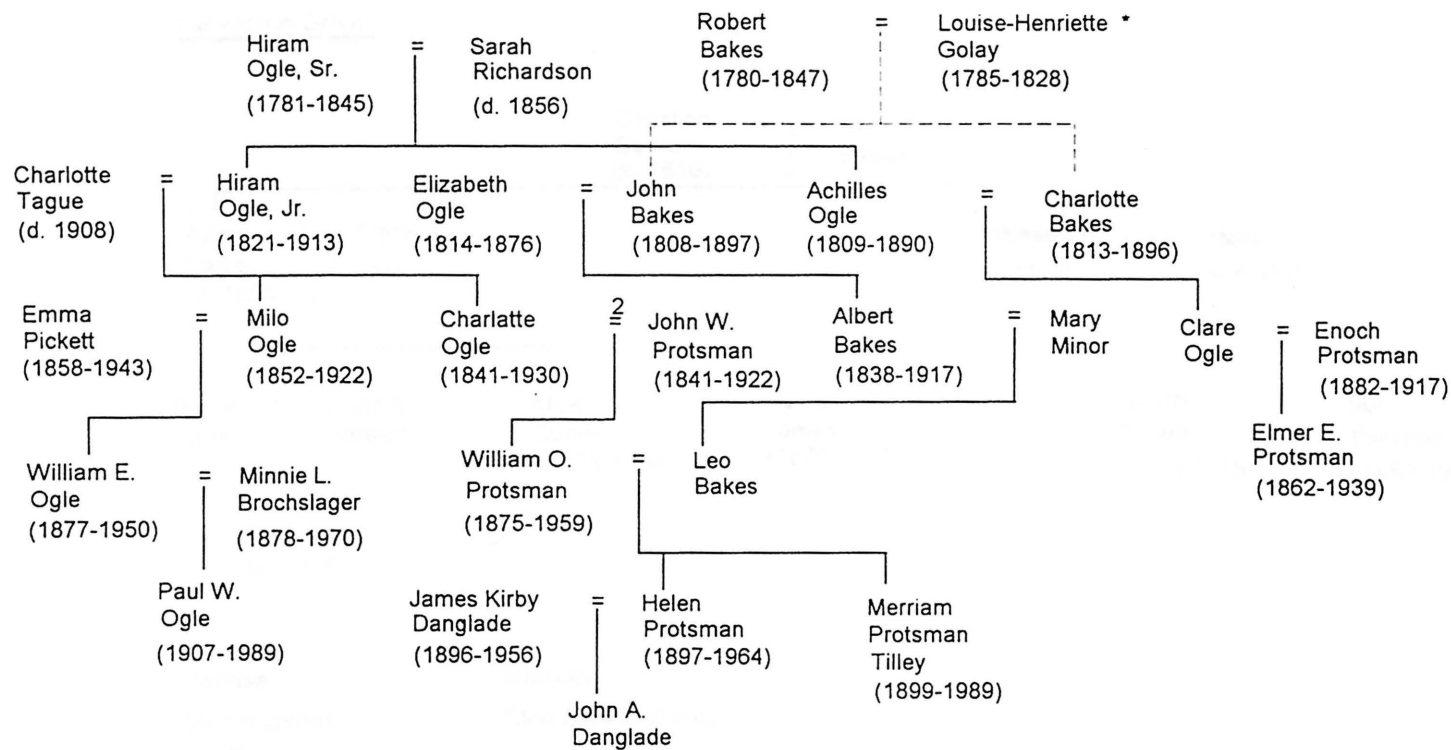 Hiram
Ogle, Sr.
(1781-1845)
=
Sarah
Richardson
(d. 1856)
Robert
Bakes
(1780-1847)
=
Louise-Henriette *
Golay
(1785-1828)
Charlotte
Tague
(d. 1908)
=
Hiram
Ogle, Jr.
(1821-1913)
Elizabeth
Ogle
(1814-1876)
=
John
Bakes
(1808-1897)
Achilles
Ogle
(1809-1890)
=
Charlotte
Bakes
(1813-1896)
Emma
Pickett
(1858-1943)
=
Milo
Ogle
(1852-1922)
Charlatte
Ogle
(1841-1930)
2
=
John W.
Protsman
(1841-1922)
Albert
Bakes
(1838-1917)
=
Mary
Minor
Clare
Ogle
=
Enoch
Protsman
(1882-1917)
William E.
Ogle
(1877-1950)
=
Minnie L.
Brochslager
(1878-1970)
William O.
Protsman
(1875-1959)
=
Leo
Bakes
Elmer E.
Protsman
(1862-1939)
Paul W.
Ogle
(1907-1989)
James Kirby
Danglade
(1896-1956)
=
Helen
Protsman
(1897-1964)
Merriam
Protsman
Tilley
(1899-1989)
John A.
Danglade